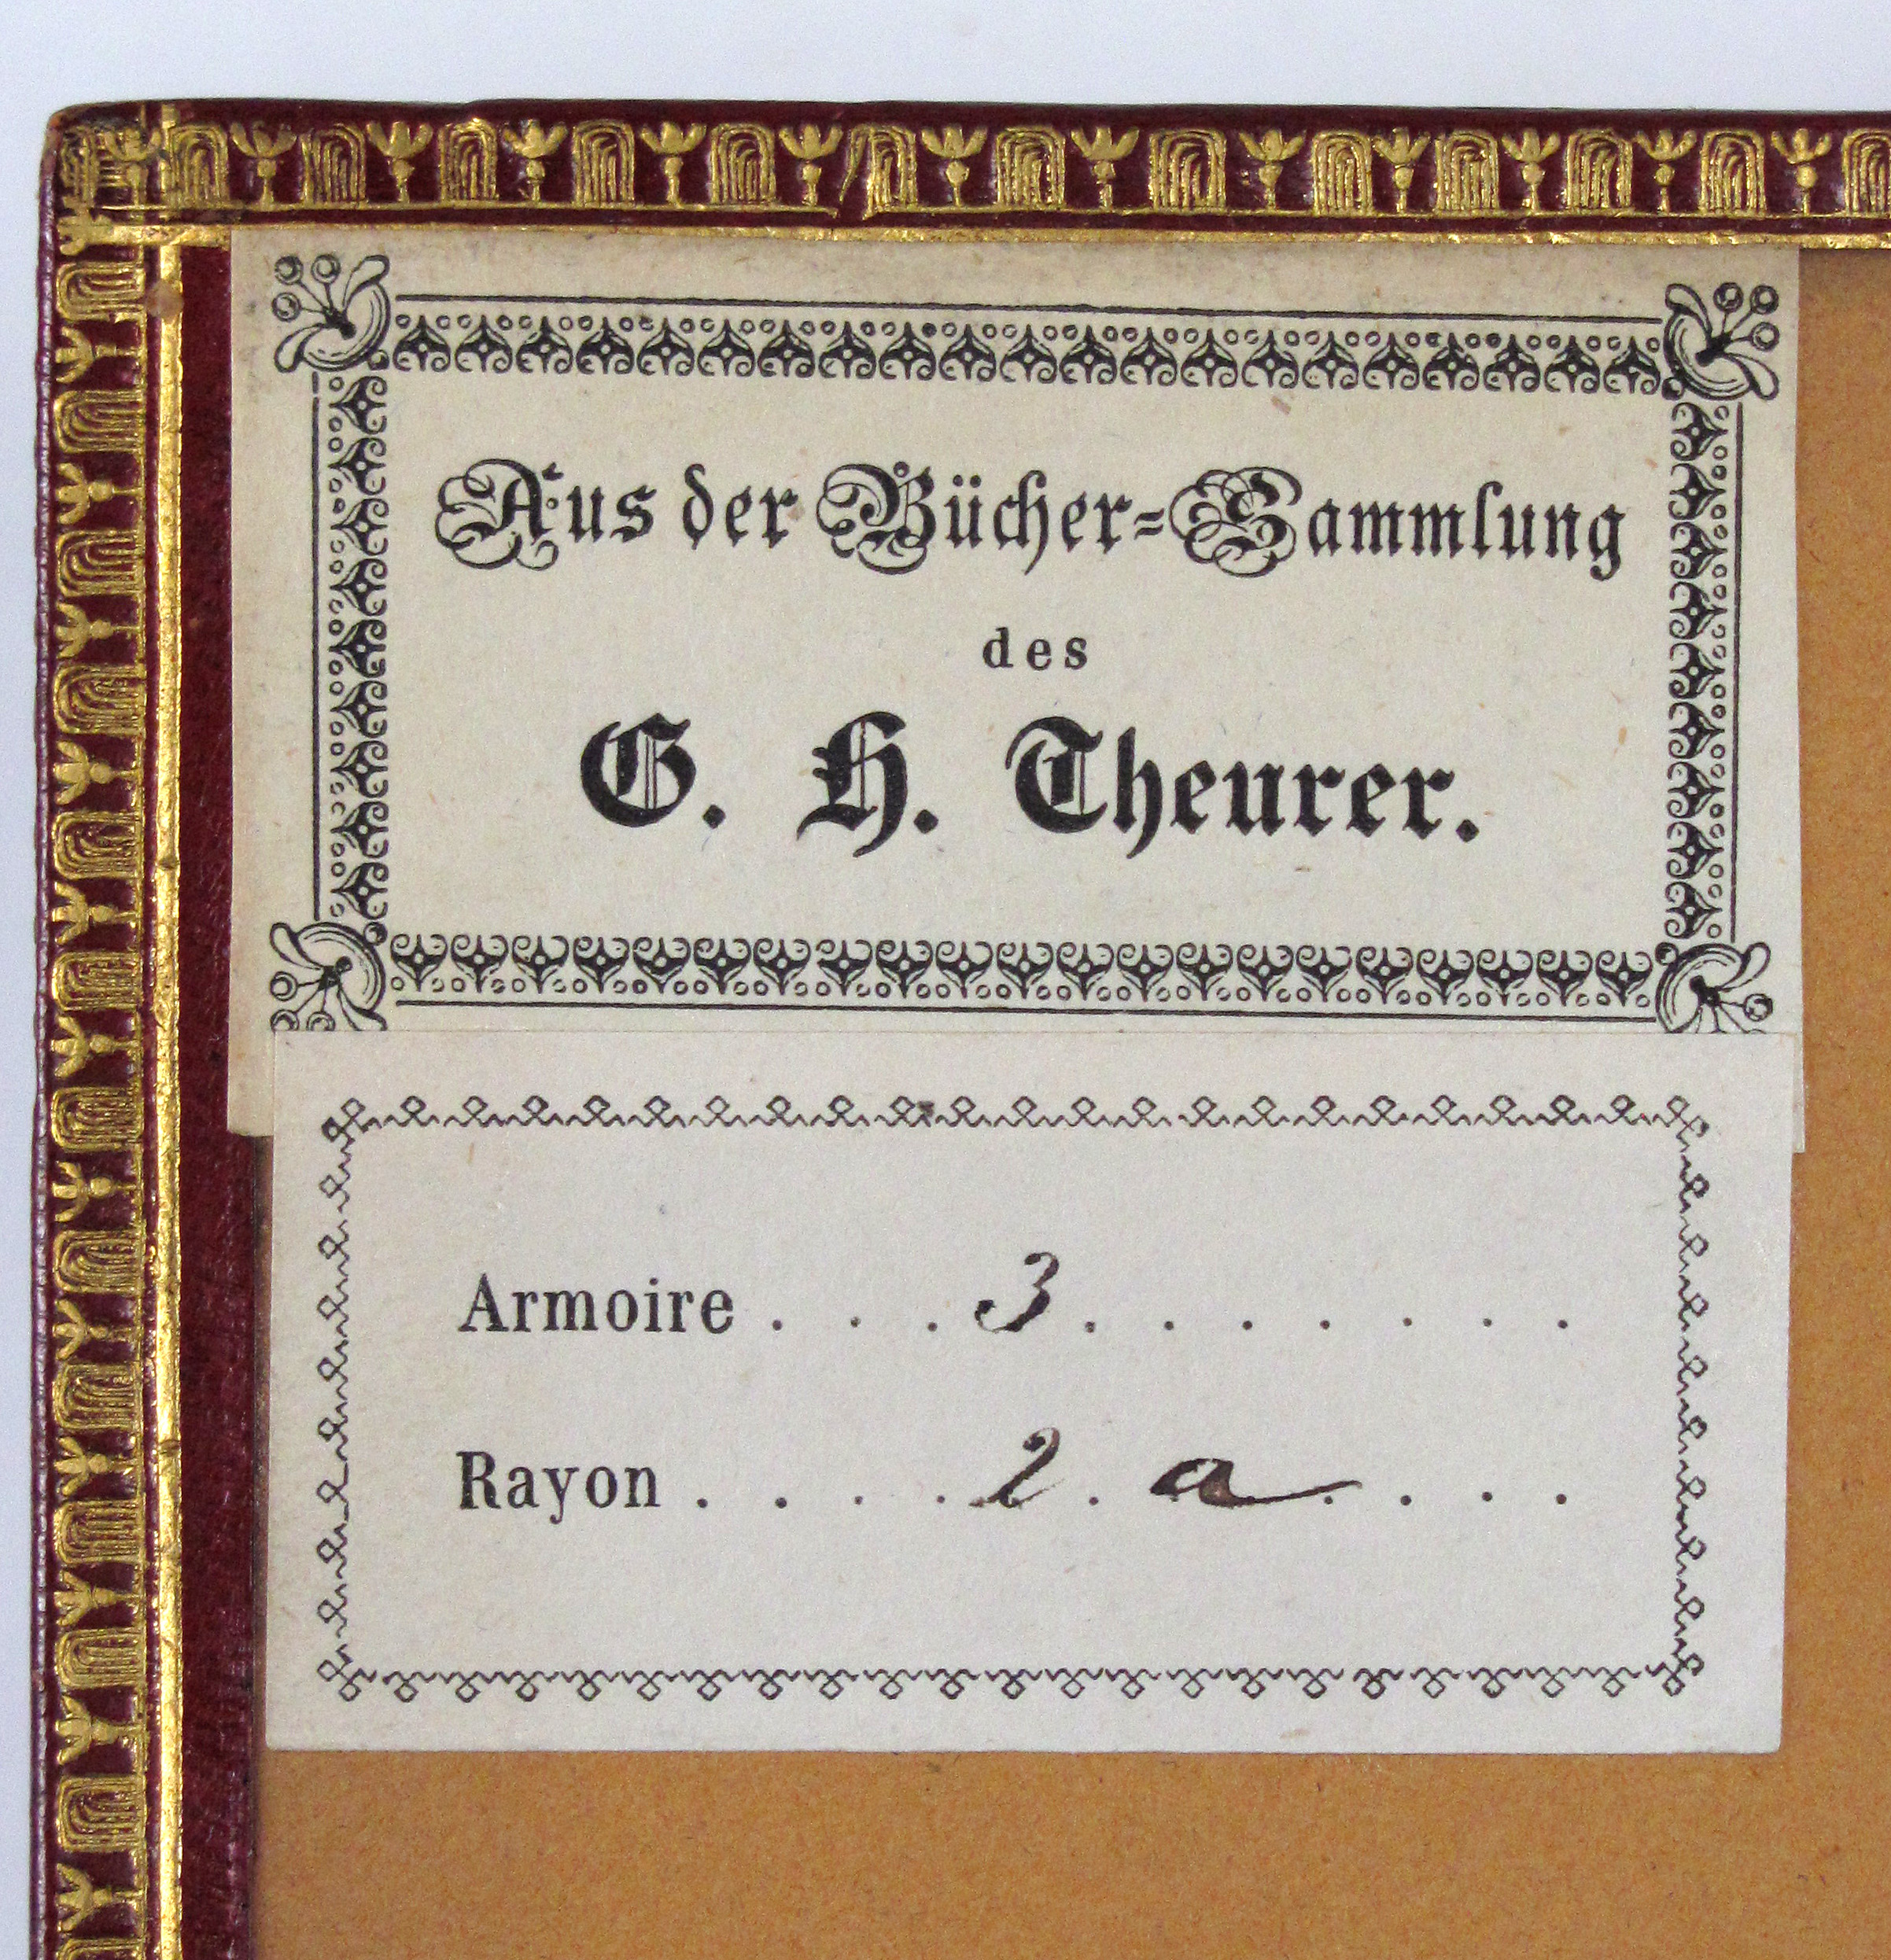 Aus der Bücher=Sammlung
des
G. H. Theurer.
Armoire . . . 3 . . . . . . .
Rayon . . . . 2 . a . . . .